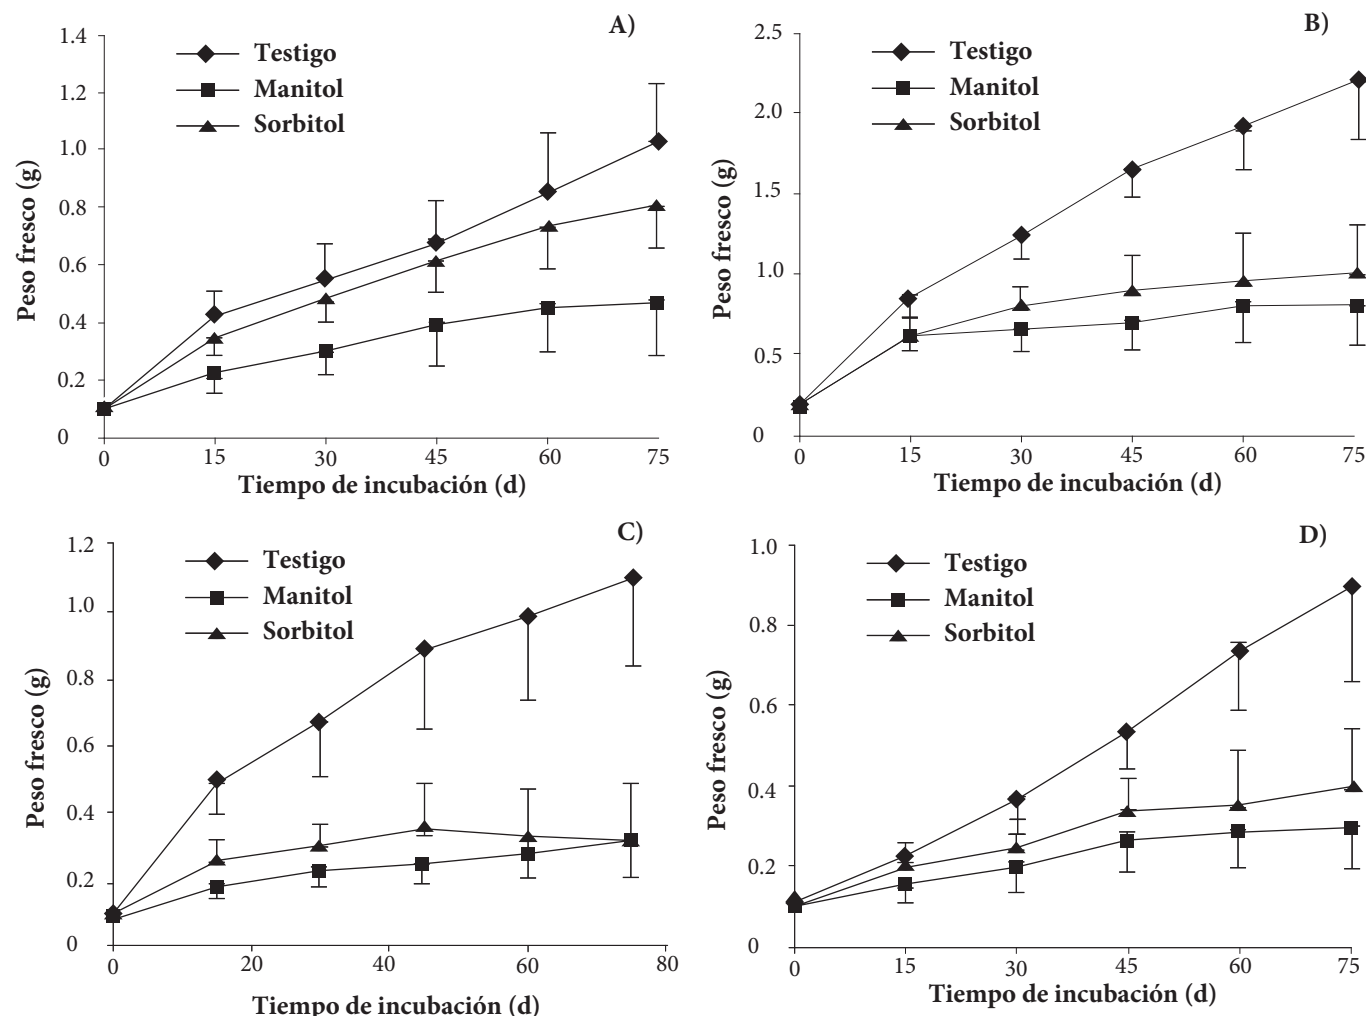 A)
1.4
1.2
1.0
0.8
0.6
0.4
0.2
0
Peso fresco (g)
Testigo
Manitol
Sorbitol
0 15 30 45 60 75
Tiempo de incubación (d)
B)
2.5
2.0
1.5
1.0
0.5
0
Peso fresco (g)
Testigo
Manitol
Sorbitol
0 15 30 45 60 75
Tiempo de incubación (d)
C)
1.2
1.0
0.8
0.6
0.4
0.2
0
Peso fresco (g)
Testigo
Manitol
Sorbitol
0 20 40 60 80
Tiempo de incubación (d)
D)
1.0
0.8
0.6
0.4
0.2
0
Peso fresco (g)
Testigo
Manitol
Sorbitol
0 15 30 45 60 75
Tiempo de incubación (d)